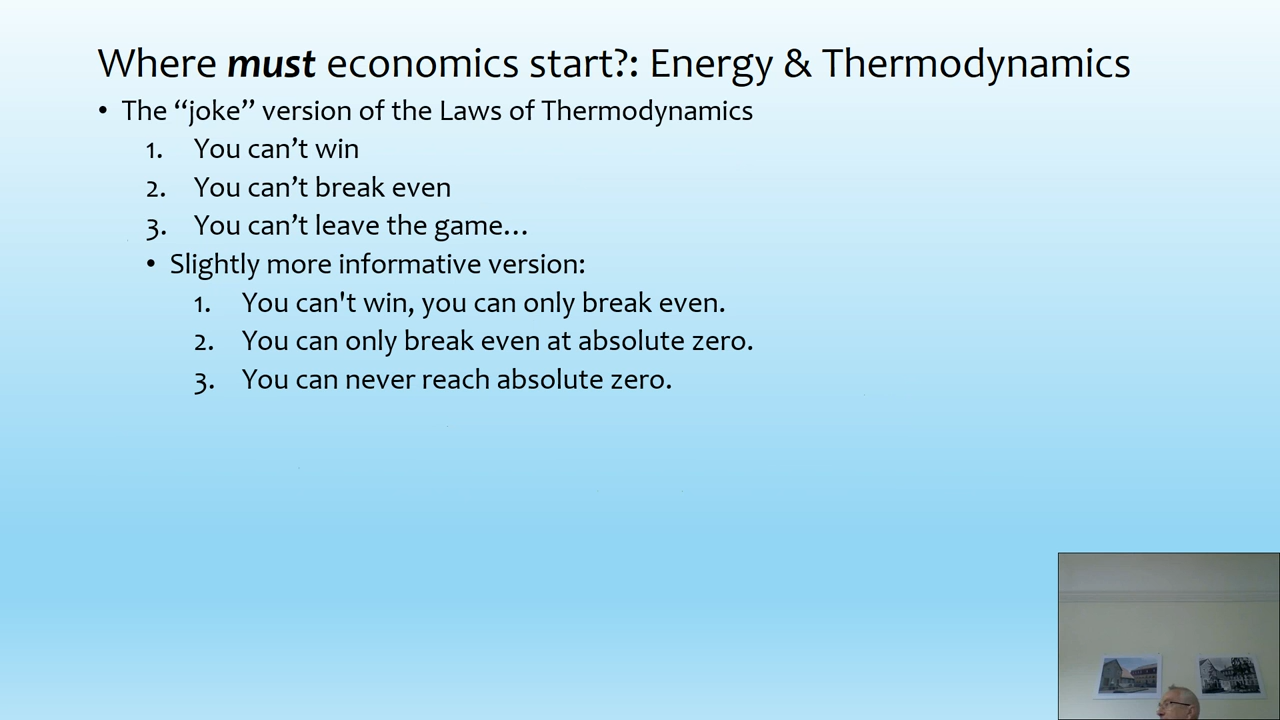 Where must economics start?: Energy & Thermodynamics
• The “joke” version of the Laws of Thermodynamics
1. You can’t win
2. You can’t break even
3. You can’t leave the game…
• Slightly more informative version:
1. You can't win, you can only break even.
2. You can only break even at absolute zero.
3. You can never reach absolute zero.